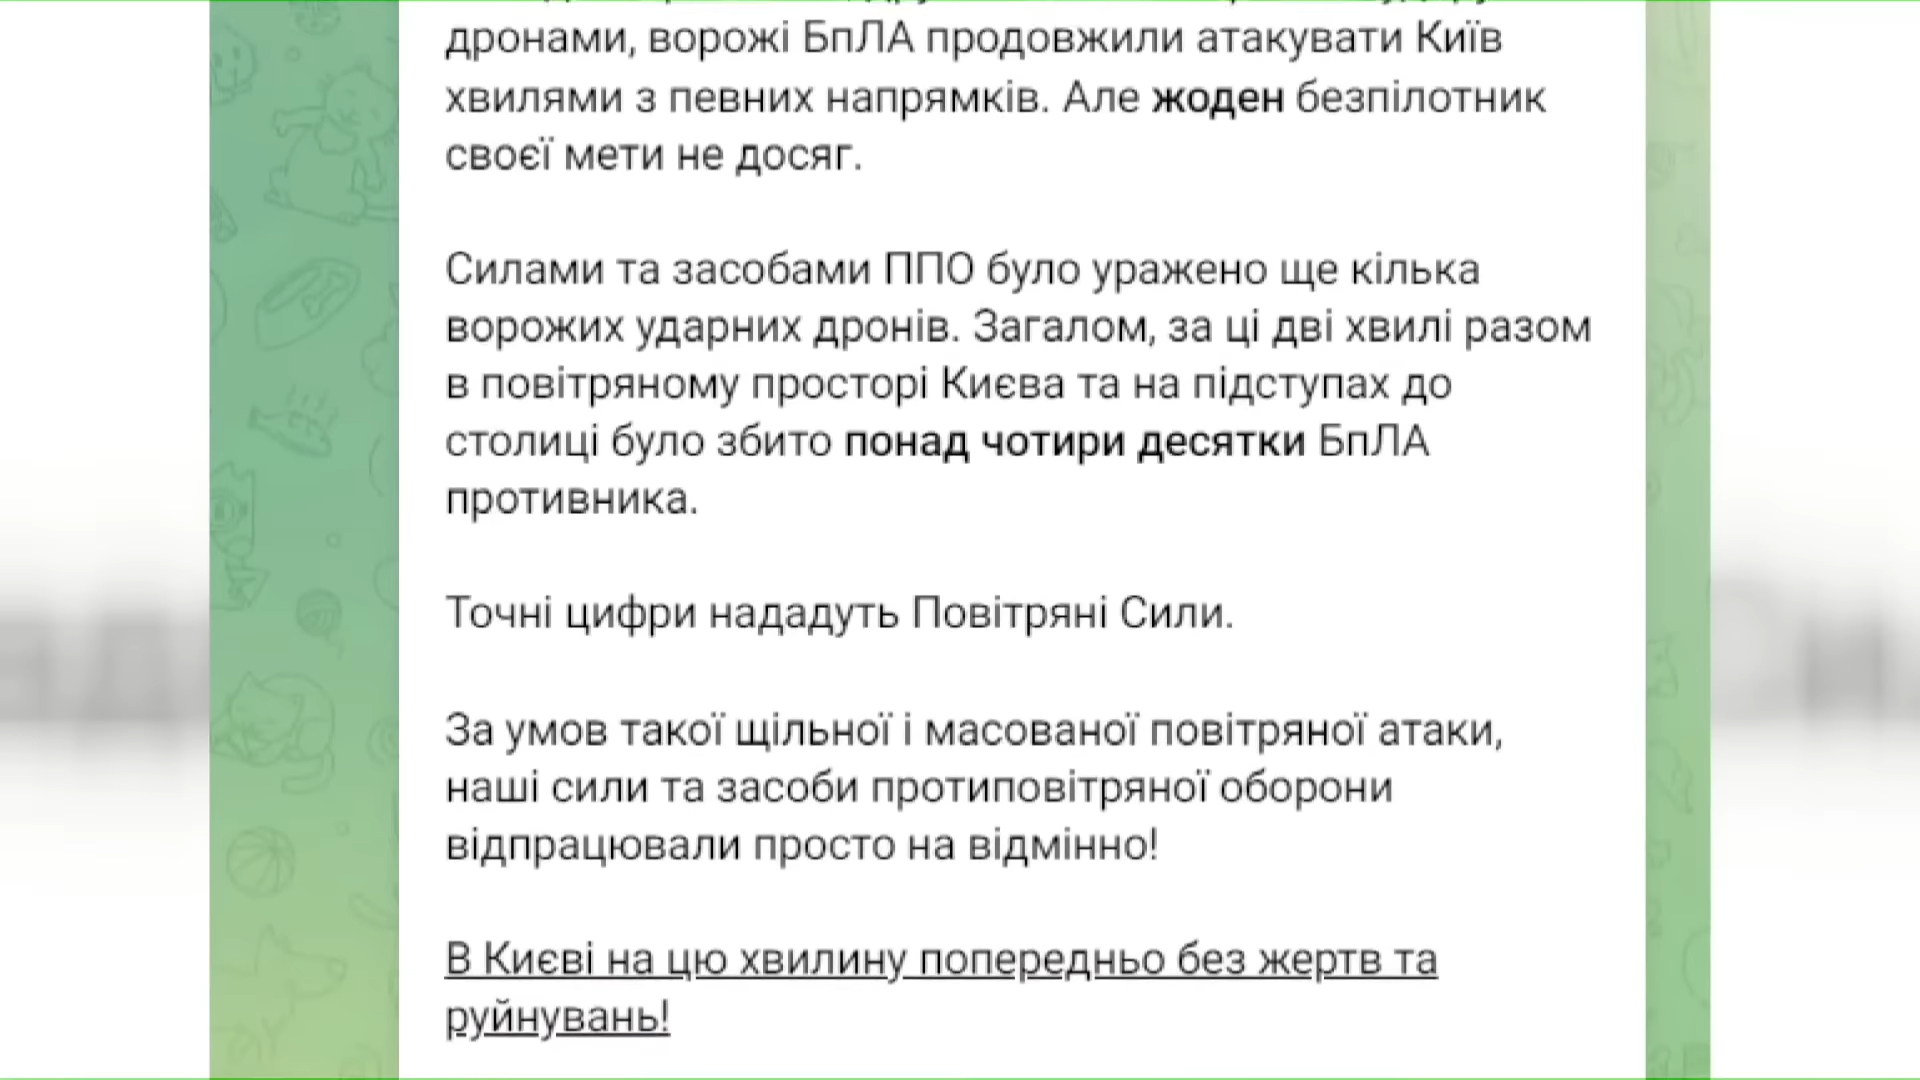 дронами, ворожі БпЛА продовжили атакувати Київ
хвилями з певних напрямків. Але жоден безпілотник
своєї мети не досяг.
Силами та засобами ППО було уражено ще кілька
ворожих ударних дронів. Загалом, за ці дві хвилі разом
в повітряному просторі Києва та на підступах до
столиці було збито понад чотири десятки БпЛА
противника.
Точні цифри нададуть Повітряні Сили.
За умов такої щільної і масованої повітряної атаки,
наші сили та засоби протиповітряної оборони
відпрацювали просто на відмінно!
В Києві на цю хвилину попередньо без жертв та
руйнувань!